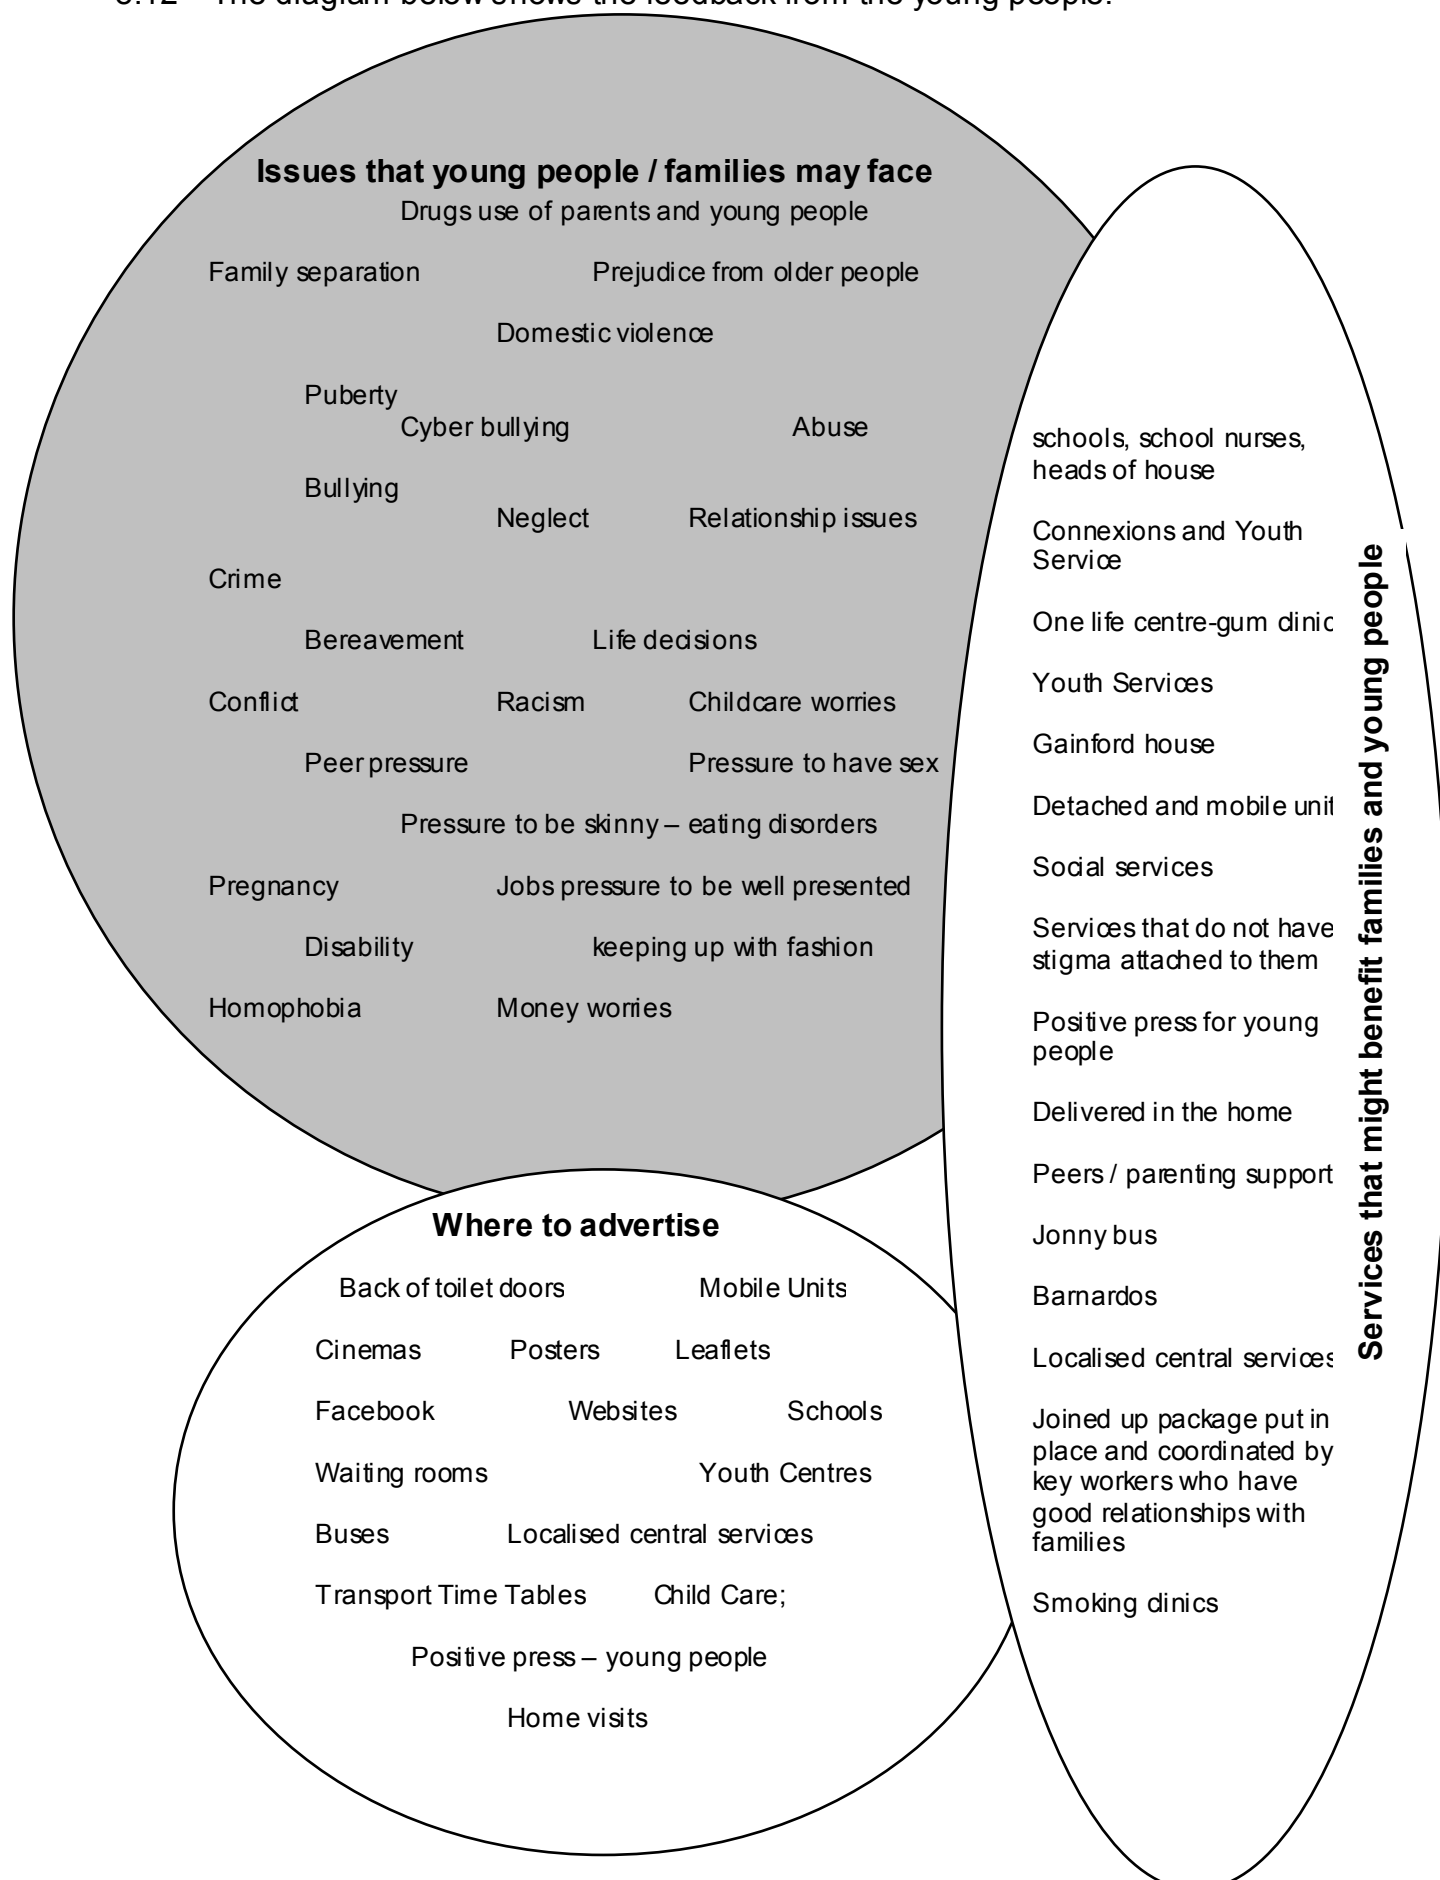 The diagram below shows the feedback from the young people.
Issues that young people / families may face
Drugs use of parents and young people
Family separation Prejudice from older people
Domestic violence
Puberty
Cyber bullying Abuse
Bullying
Neglect Relationship issues
Crime
Bereavement Life decisions
Conflict Racism Childcare worries
Peer pressure Pressure to have sex
Pressure to be skinny – eating disorders
Pregnancy Jobs pressure to be well presented
Disability keeping up with fashion
Homophobia Money worries
schools, school nurses,
heads of house
Connexions and Youth
Service
One life centre-gum clinic
Youth Services
Gainford house
Detached and mobile unit
Social services
Services that do not have
stigma attached to them
Positive press for young
people
Delivered in the home
Peers / parenting support
Jonny bus
Barnardos
Localised central services
Joined up package put in
place and coordinated by
key workers who have
good relationships with
families
Smoking clinics
Services that might benefit families and young people
Where to advertise
Back of toilet doors Mobile Units
Cinemas Posters Leaflets
Facebook Websites Schools
Waiting rooms Youth Centres
Buses Localised central services
Transport Time Tables Child Care;
Positive press – young people
Home visits